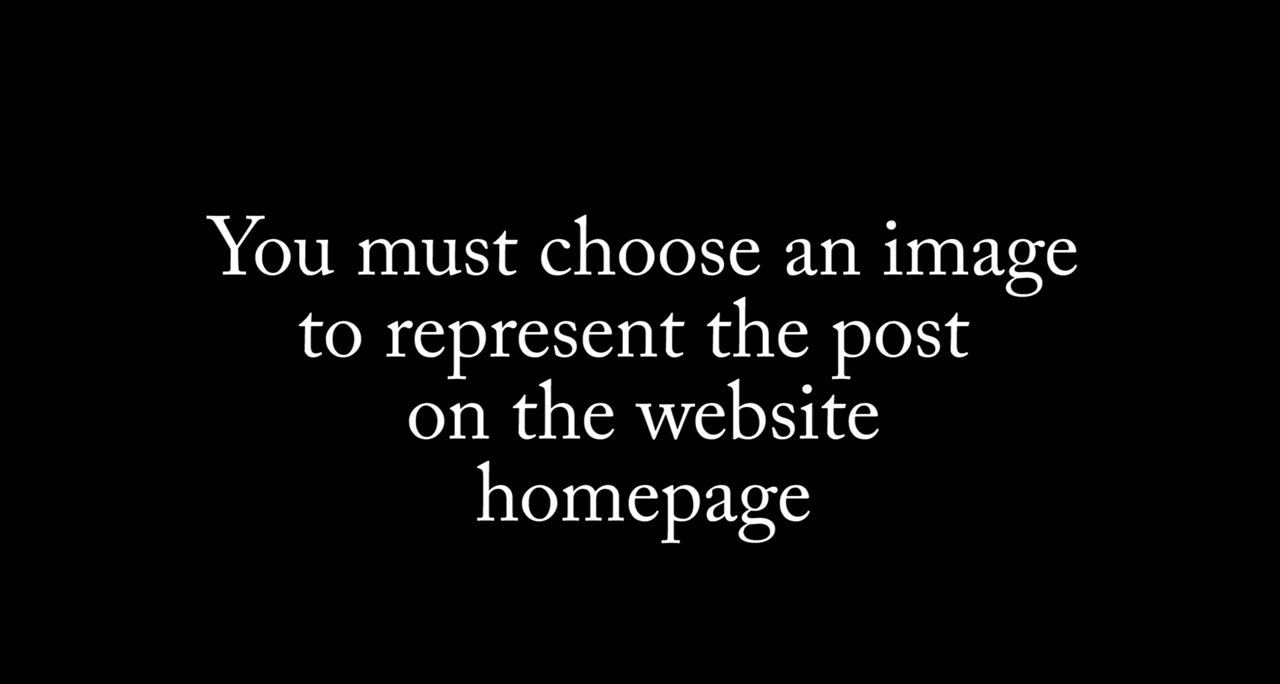 You must choose an image
to represent the post
on the website
homepage